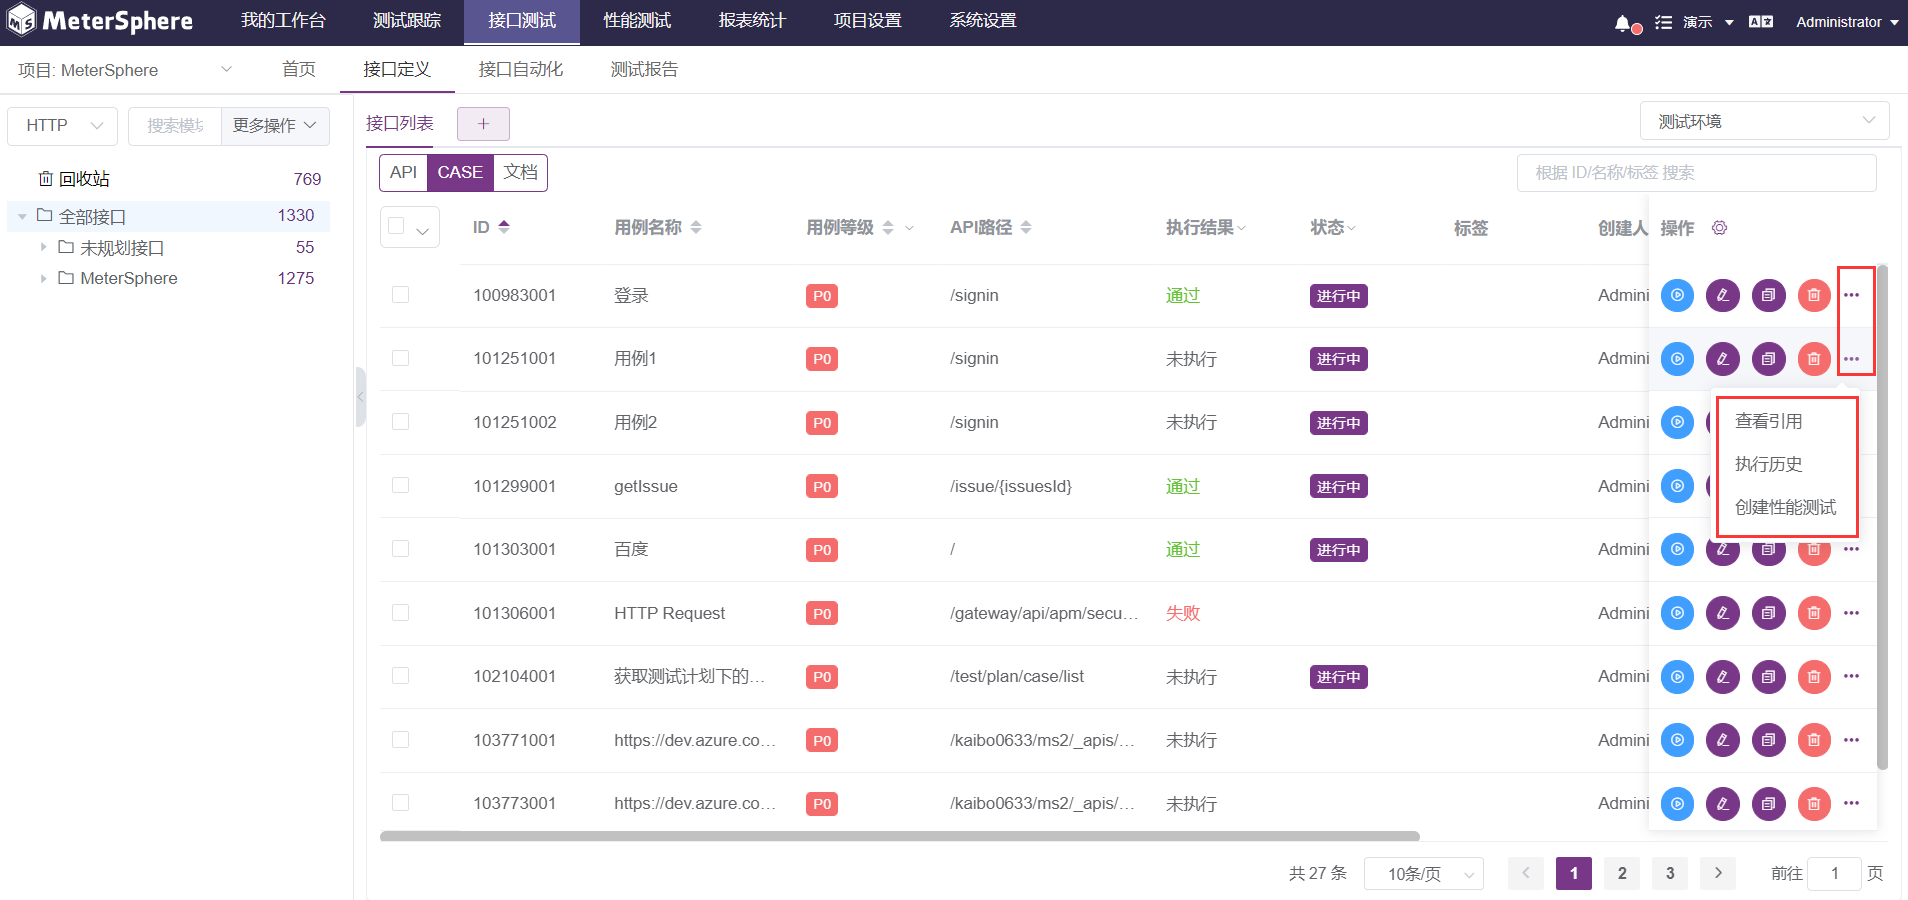 MeterSphere 我的工作台 测试跟踪 接口测试 性能测试 报表统计 项目设置 系统设置 演示 Administrator
项目: MeterSphere 首页 接口定义 接口自动化 测试报告
HTTP 搜索模块 更多操作
回收站 769
全部接口 1330
未规划接口 55
MeterSphere 1275
接口列表 + 测试环境
API CASE 文档 根据 ID/名称/标签 搜索
ID 用例名称 用例等级 API路径 执行结果 状态 标签 创建人 操作
100983001 登录 P0 /signin 通过 进行中 Admini
101251001 用例1 P0 /signin 未执行 进行中 Admini
101251002 用例2 P0 /signin 未执行 进行中 Admini
101299001 getIssue P0 /issue/{issuesId} 通过 进行中 Admini
101303001 百度 P0 / 通过 进行中 Admini
101306001 HTTP Request P0 /gateway/api/apm/secu... 失败 Admini
102104001 获取测试计划下的... P0 /test/plan/case/list 未执行 进行中 Admini
103771001 https://dev.azure.co... P0 /kaibo0633/ms2/_apis/... 未执行 Admini
103773001 https://dev.azure.co... P0 /kaibo0633/ms2/_apis/... 未执行 Admini
查看引用
执行历史
创建性能测试
共 27 条 10条/页 1 2 3 前往 1 页